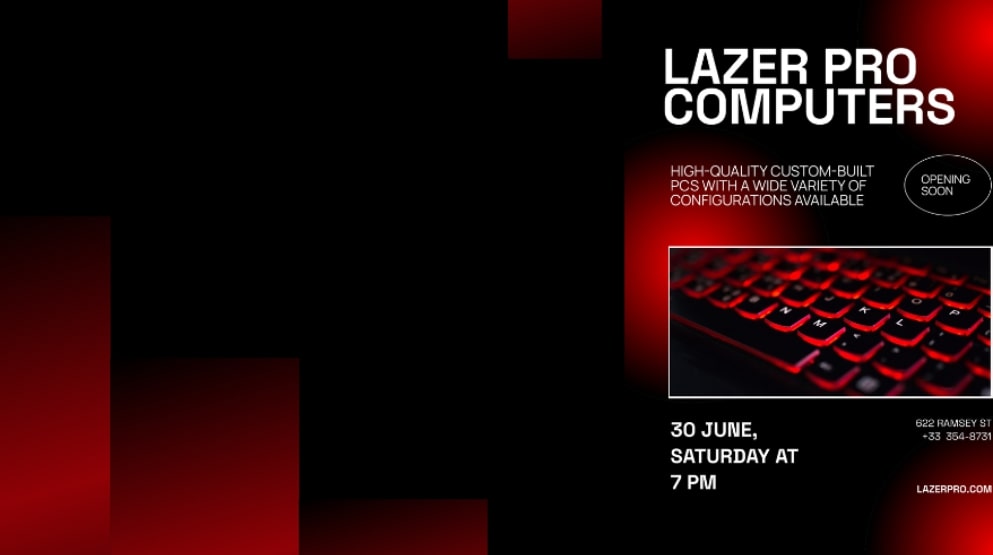 LAZER PRO
COMPUTERS
HIGH-QUALITY CUSTOM-BUILT
PCS WITH A WIDE VARIETY OF
CONFIGURATIONS AVAILABLE
OPENING
SOON
O
P
K
L
B
N
M
30 JUNE,
SATURDAY AT
7 PM
622 RAMSEY ST
+33 354-8731
LAZERPRO.COM